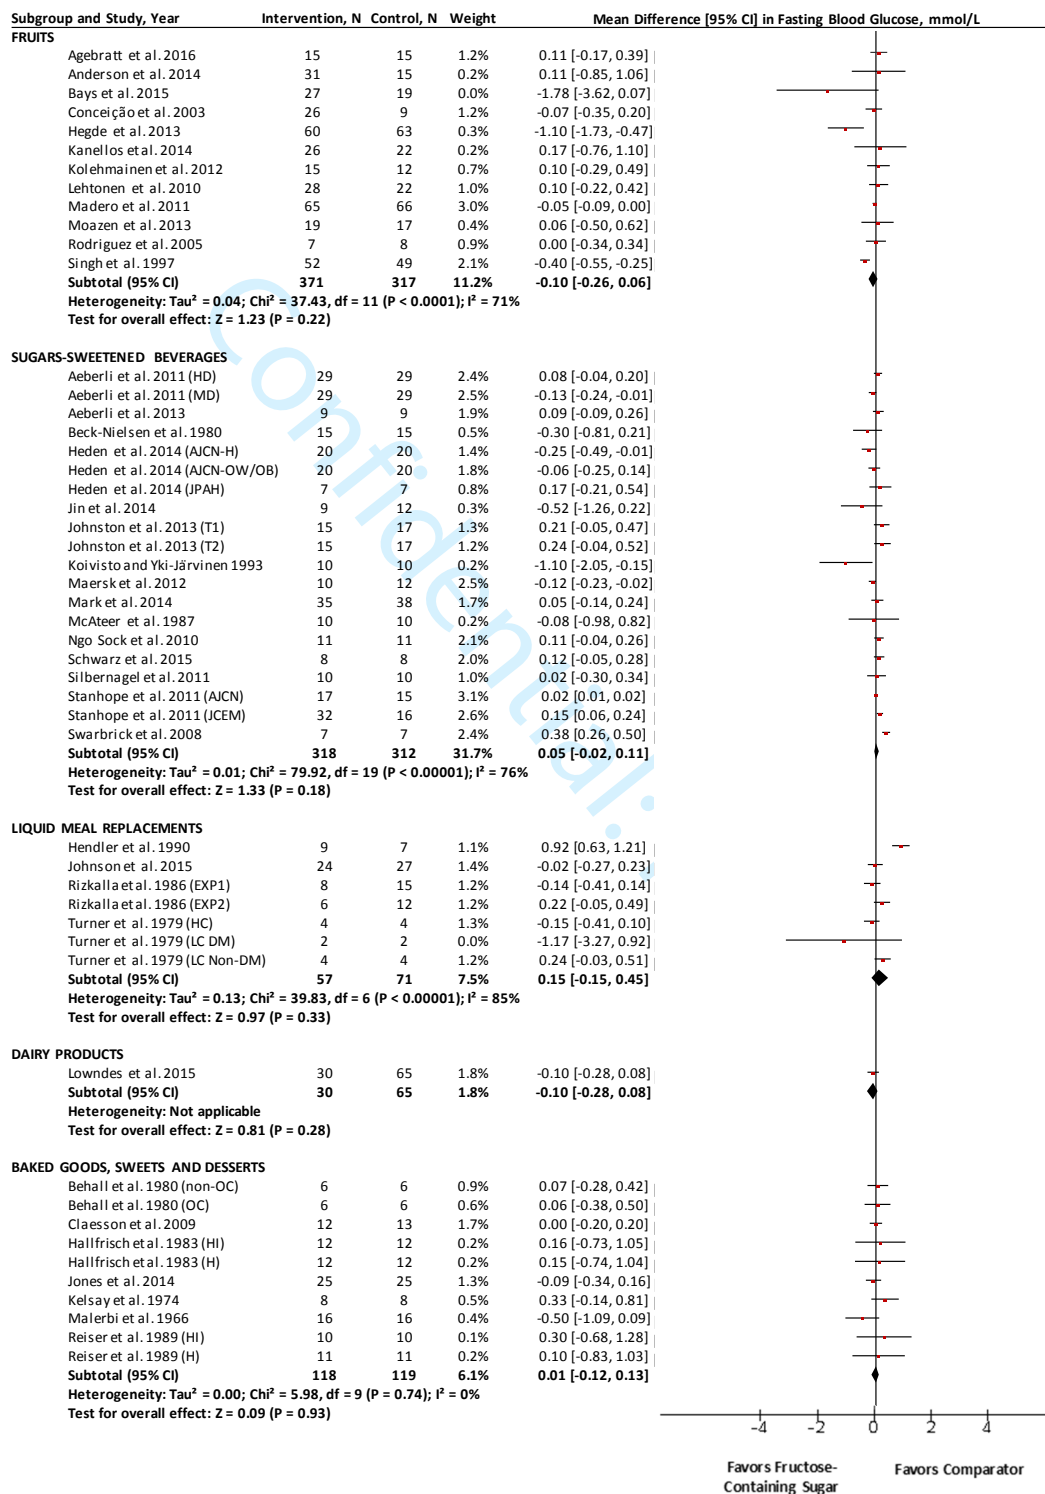 Subgroup and Study, Year Intervention, N Control, N Weight Mean Difference [95% CI] in Fasting Blood Glucose, mmol/L
FRUITS
Agebratt et al. 2016 15 15 1.2% 0.11 [-0.17, 0.39]
Anderson et al. 2014 31 15 0.2% 0.11 [-0.85, 1.06]
Bays et al. 2015 27 19 0.0% -1.78 [-3.62, 0.07]
Conceição et al. 2003 26 9 1.2% -0.07 [-0.35, 0.20]
Hegde et al. 2013 60 63 0.3% -1.10 [-1.73, -0.47]
Kanellos et al. 2014 26 22 0.2% 0.17 [-0.76, 1.10]
Kolehmainen et al. 2012 15 12 0.7% 0.10 [-0.29, 0.49]
Lehtonen et al. 2010 28 22 1.0% 0.10 [-0.22, 0.42]
Madero et al. 2011 65 66 3.0% -0.05 [-0.09, 0.00]
Moazen et al. 2013 19 17 0.4% 0.06 [-0.50, 0.62]
Rodriguez et al. 2005 7 8 0.9% 0.00 [-0.34, 0.34]
Singh et al. 1997 52 49 2.1% -0.40 [-0.55, -0.25]
Subtotal (95% CI) 371 317 11.2% -0.10 [-0.26, 0.06]
Heterogeneity: Tau² = 0.04; Chi² = 37.43, df = 11 (P < 0.0001); I² = 71%
Test for overall effect: Z = 1.23 (P = 0.22)
SUGARS-SWEETENED BEVERAGES
Aeberli et al. 2011 (HD) 29 29 2.4% 0.08 [-0.04, 0.20]
Aeberli et al. 2011 (MD) 29 29 2.5% -0.13 [-0.24, -0.01]
Aeberli et al. 2013 9 9 1.9% 0.09 [-0.09, 0.26]
Beck-Nielsen et al. 1980 15 15 0.5% -0.30 [-0.81, 0.21]
Heden et al. 2014 (AJCN-H) 20 20 1.4% -0.25 [-0.49, -0.01]
Heden et al. 2014 (AJCN-OW/OB) 20 20 1.8% -0.06 [-0.25, 0.14]
Heden et al. 2014 (JPAH) 7 7 0.8% 0.17 [-0.21, 0.54]
Jin et al. 2014 9 12 0.3% -0.52 [-1.26, 0.22]
Johnston et al. 2013 (T1) 15 17 1.3% 0.21 [-0.05, 0.47]
Johnston et al. 2013 (T2) 15 17 1.2% 0.24 [-0.04, 0.52]
Koivisto and Yki-Järvinen 1993 10 10 0.2% -1.10 [-2.05, -0.15]
Maersk et al. 2012 10 12 2.5% -0.12 [-0.23, -0.02]
Mark et al. 2014 35 38 1.7% 0.05 [-0.14, 0.24]
McAteer et al. 1987 10 10 0.2% -0.08 [-0.98, 0.82]
Ngo Sock et al. 2010 11 11 2.1% 0.11 [-0.04, 0.26]
Schwarz et al. 2015 8 8 2.0% 0.12 [-0.05, 0.28]
Silbernagel et al. 2011 10 10 1.0% 0.02 [-0.30, 0.34]
Stanhope et al. 2011 (AJCN) 17 15 3.1% 0.02 [0.01, 0.02]
Stanhope et al. 2011 (JCEM) 32 16 2.6% 0.15 [0.06, 0.24]
Swarbrick et al. 2008 7 7 2.4% 0.38 [0.26, 0.50]
Subtotal (95% CI) 318 312 31.7% 0.05 [-0.02, 0.11]
Heterogeneity: Tau² = 0.01; Chi² = 79.92, df = 19 (P < 0.00001); I² = 76%
Test for overall effect: Z = 1.33 (P = 0.18)
LIQUID MEAL REPLACEMENTS
Hendler et al. 1990 9 7 1.1% 0.92 [0.63, 1.21]
Johnson et al. 2015 24 27 1.4% -0.02 [-0.27, 0.23]
Rizkalla et al. 1986 (EXP1) 8 15 1.2% -0.14 [-0.41, 0.14]
Rizkalla et al. 1986 (EXP2) 6 12 1.2% 0.22 [-0.05, 0.49]
Turner et al. 1979 (HC) 4 4 1.3% -0.15 [-0.41, 0.10]
Turner et al. 1979 (LC DM) 2 2 0.0% -1.17 [-3.27, 0.92]
Turner et al. 1979 (LC Non-DM) 4 4 1.2% 0.24 [-0.03, 0.51]
Subtotal (95% CI) 57 71 7.5% 0.15 [-0.15, 0.45]
Heterogeneity: Tau² = 0.13; Chi² = 39.83, df = 6 (P < 0.00001); I² = 85%
Test for overall effect: Z = 0.97 (P = 0.33)
DAIRY PRODUCTS
Lowndes et al. 2015 30 65 1.8% -0.10 [-0.28, 0.08]
Subtotal (95% CI) 30 65 1.8% -0.10 [-0.28, 0.08]
Heterogeneity: Not applicable
Test for overall effect: Z = 0.81 (P = 0.28)
BAKED GOODS, SWEETS AND DESSERTS
Behall et al. 1980 (non-OC) 6 6 0.9% 0.07 [-0.28, 0.42]
Behall et al. 1980 (OC) 6 6 0.6% 0.06 [-0.38, 0.50]
Claesson et al. 2009 12 13 1.7% 0.00 [-0.20, 0.20]
Hallfrisch et al. 1983 (HI) 12 12 0.2% 0.16 [-0.73, 1.05]
Hallfrisch et al. 1983 (H) 12 12 0.2% 0.15 [-0.74, 1.04]
Jones et al. 2014 25 25 1.3% -0.09 [-0.34, 0.16]
Kelsay et al. 1974 8 8 0.5% 0.33 [-0.14, 0.81]
Malerbi et al. 1966 16 16 0.4% -0.50 [-1.09, 0.09]
Reiser et al. 1989 (HI) 10 10 0.1% 0.30 [-0.68, 1.28]
Reiser et al. 1989 (H) 11 11 0.2% 0.10 [-0.83, 1.03]
Subtotal (95% CI) 118 119 6.1% 0.01 [-0.12, 0.13]
Heterogeneity: Tau² = 0.00; Chi² = 5.98, df = 9 (P = 0.74); I² = 0%
Test for overall effect: Z = 0.09 (P = 0.93)
-4 -2 0 2 4
Favors Fructose- Favors Comparator
Containing Sugar
Confidential: